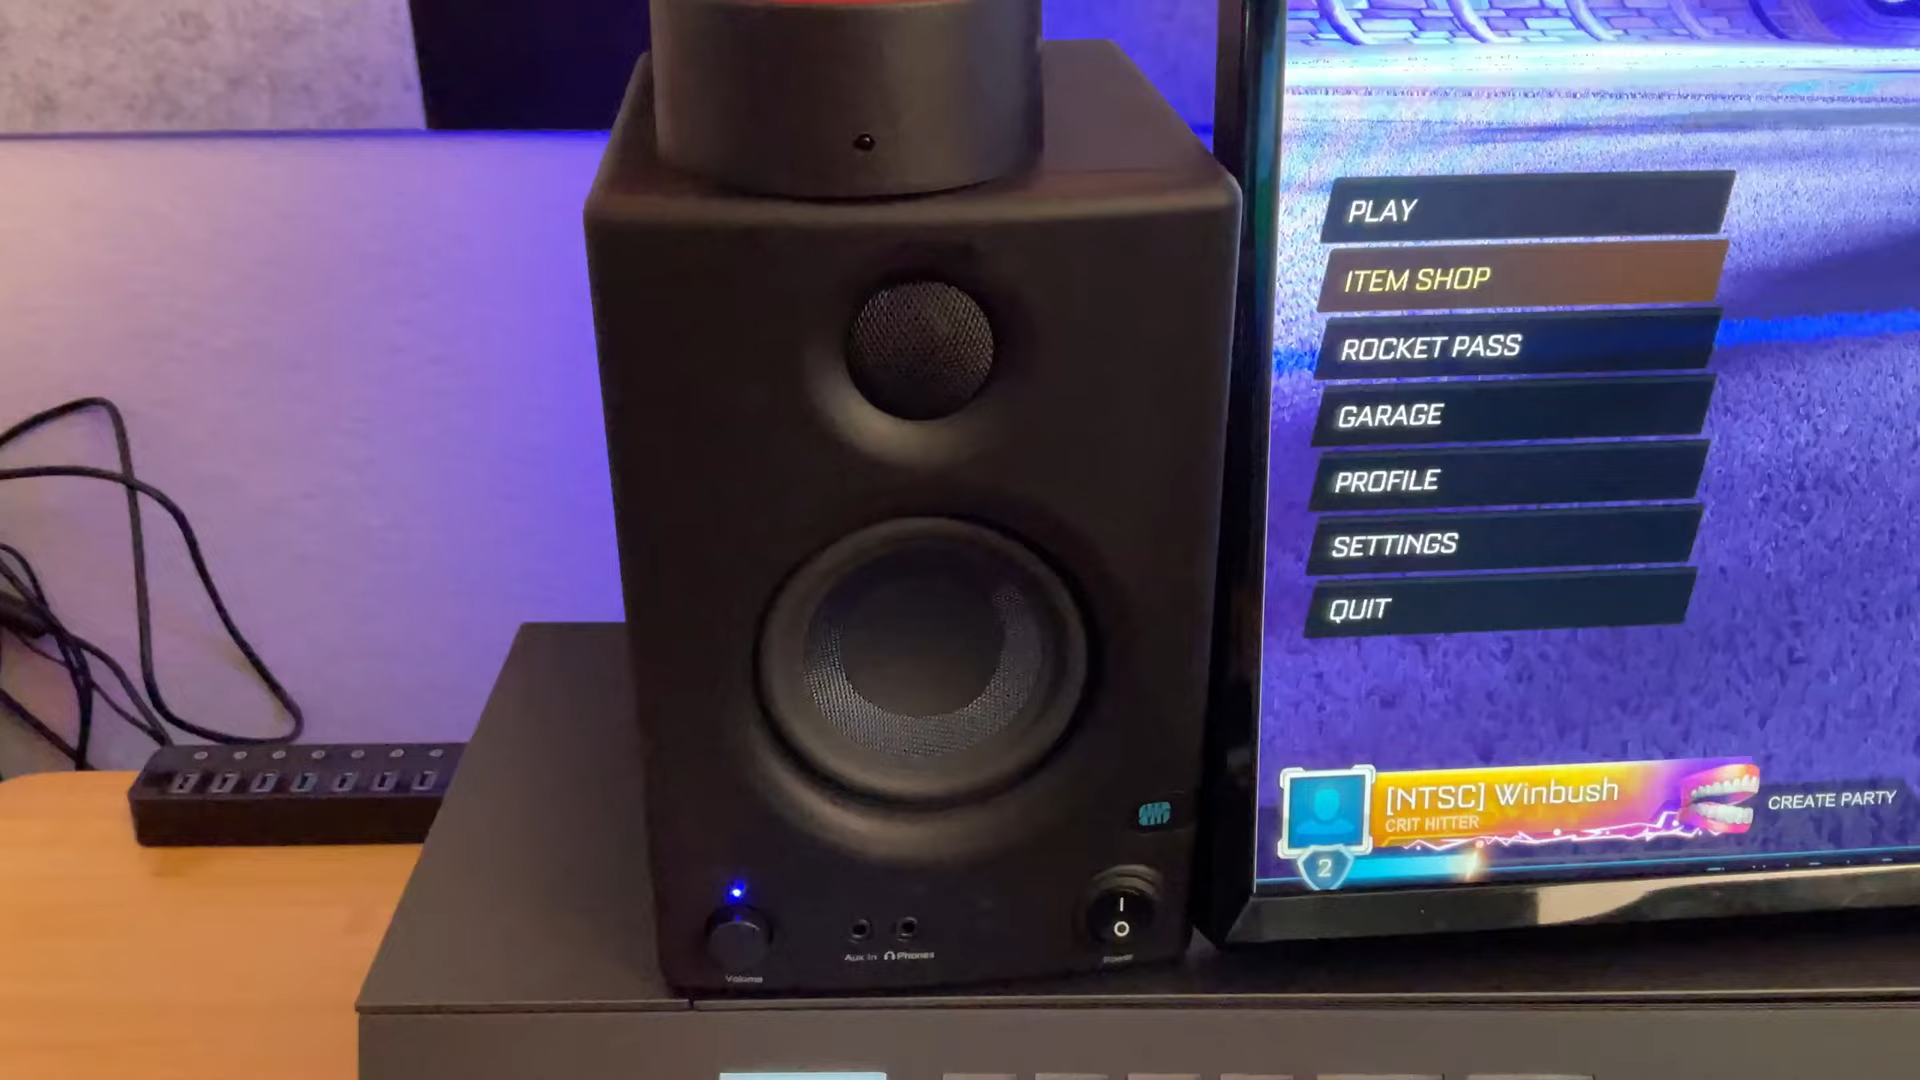 PLAY
ITEM SHOP
ROCKET PASS
GARAGE
PROFILE
SETTINGS
QUIT
[NTSC] Winbush
CRIT HITTER
CREATE PARTY
2
Volume
Aux In Phones
I
O
Power